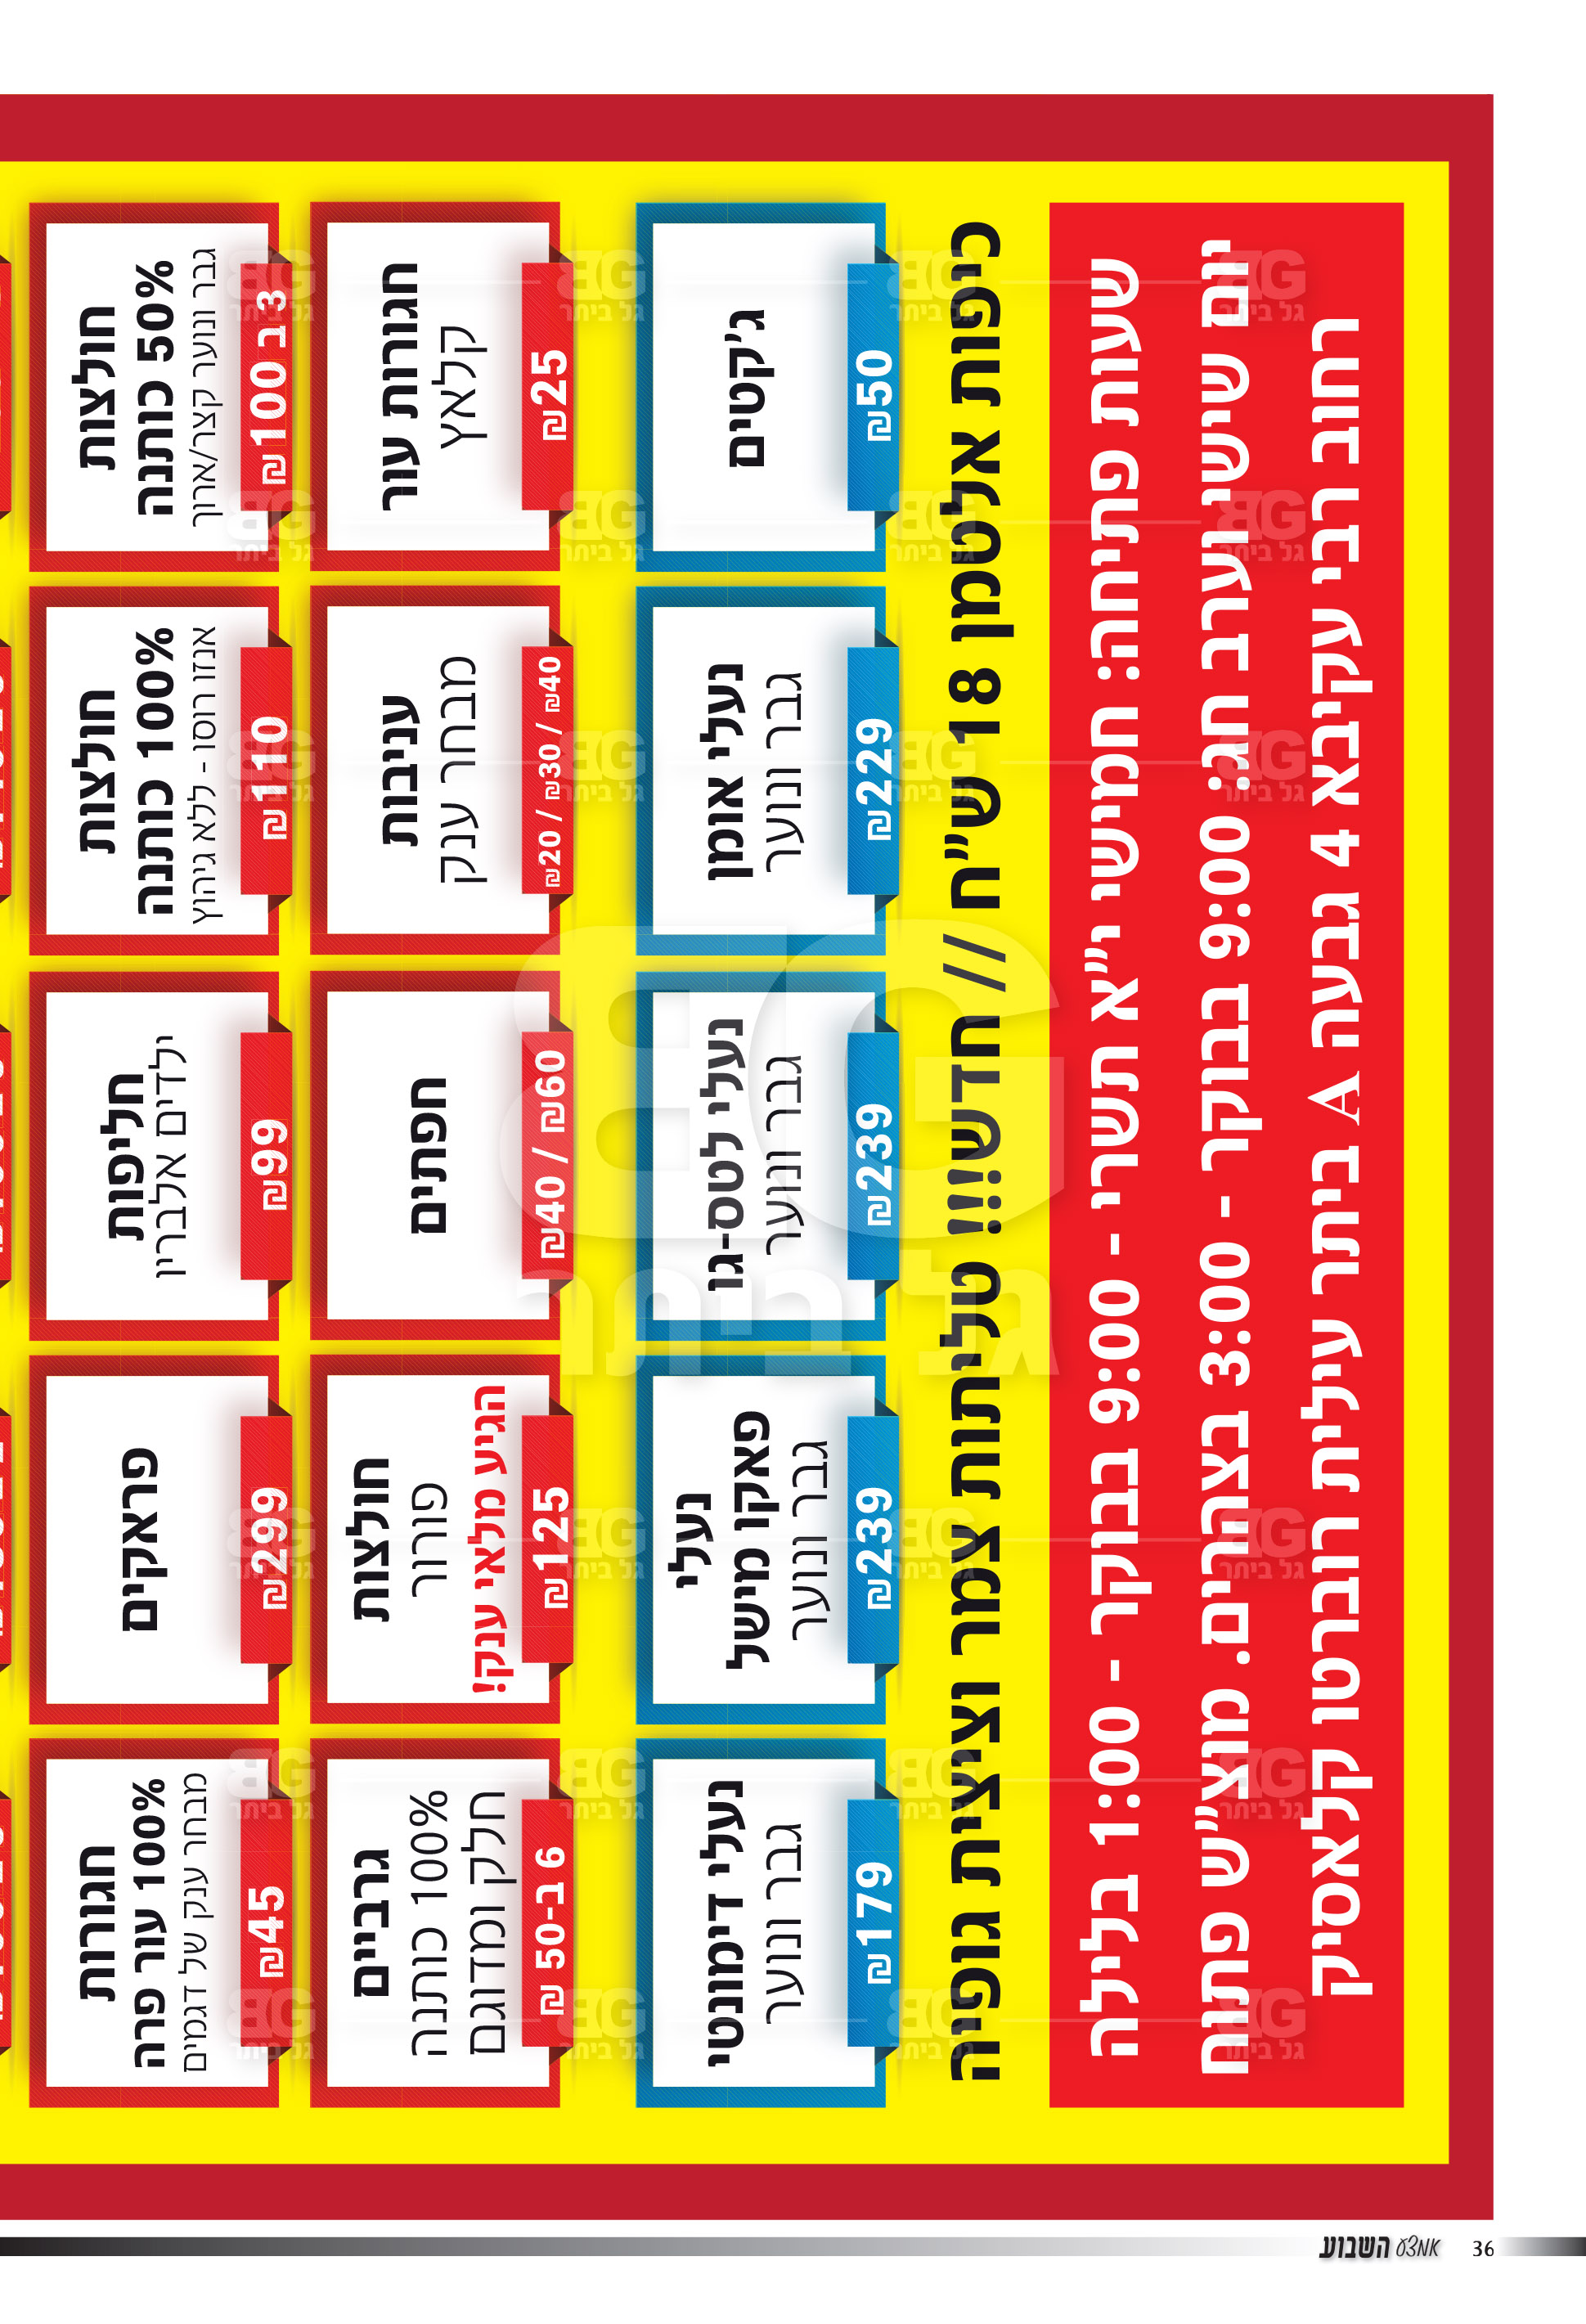 חולצות
50% כותנה
גבר ונוער קצר/ארוך
3 ב 100 ₪
חולצות
100% כותנה
אנזו רוסו - ללא גיהוץ
₪110
חליפות
ילדים אלברין
₪99
פראקים
₪299
חגורות
100% עור פרה
מבחר ענק של דגמים
₪45
חגורות עור
קלאץ
₪25
עניבות
מבחר ענק
₪20 / ₪30 / ₪40
חפתים
₪40 / ₪60
חולצות
פורור
הגיע מלאי ענק!
₪125
גרביים
100% כותנה
חלק ומדוגם
6 ב-50 ₪
ג'קטים
₪50
נעלי אומן
גבר ונוער
₪229
נעלי לטס-גו
גבר ונוער
₪239
נעלי
פאקו מישל
גבר ונוער
₪239
נעלי דימונטי
גבר ונוער
₪179
כיפות אלטמן 18 ש"ח // חדש!!! טליתות צמר וציצית גופיה
שעות פתיחה: חמישי י"א תשרי - 9:00 בבוקר - 1:00 בלילה
יום שישי וערב חג: 9:00 בבוקר - 3:00 בצהרים. מוצ"ש פתוח
רחוב רבי עקיבא 4 גבעה A ביתר עילית רוברטו קלאסיק
BG
גל ביתר
36 אמצע השבוע